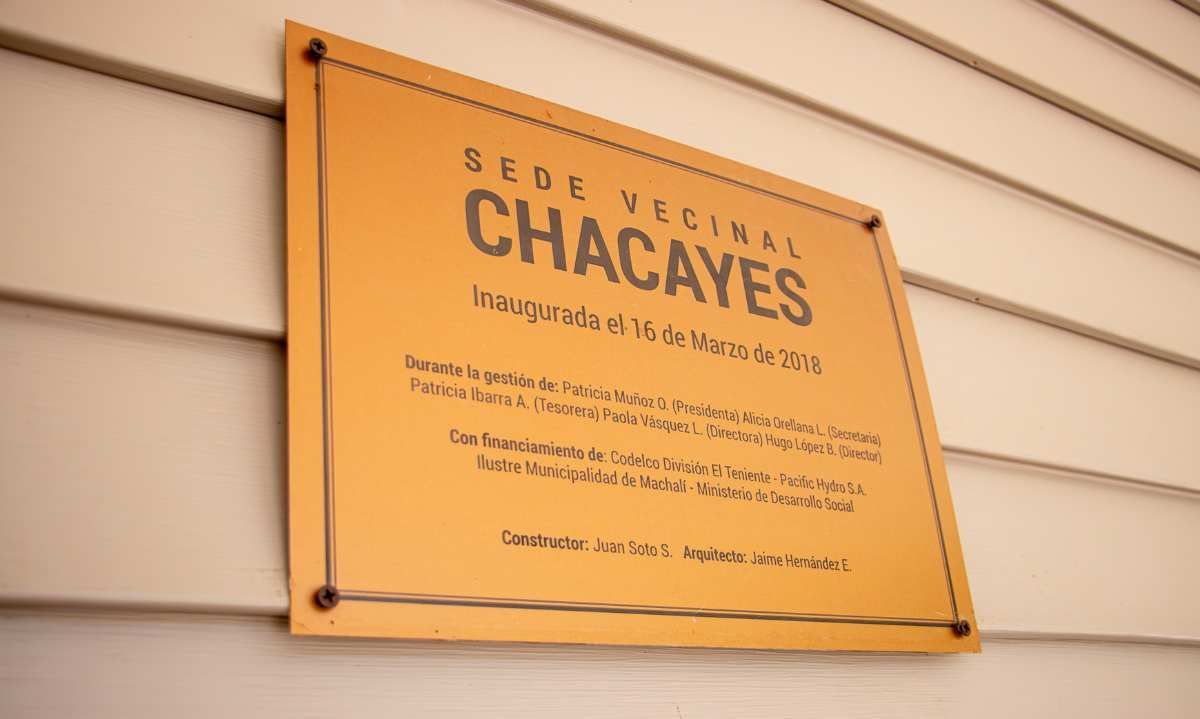 SEDE VECINAL
CHACAYES
Inaugurada el 16 de Marzo de 2018
Durante la gestión de: Patricia Muñoz O. (Presidenta) Alicia Orellana L. (Secretaria)
Patricia Ibarra A. (Tesorera) Paola Vásquez L. (Directora) Hugo López B. (Director)
Con financiamiento de: Codelco División El Teniente - Pacific Hydro S.A.
Ilustre Municipalidad de Machalí - Ministerio de Desarrollo Social
Constructor: Juan Soto S. Arquitecto: Jaime Hernández E.